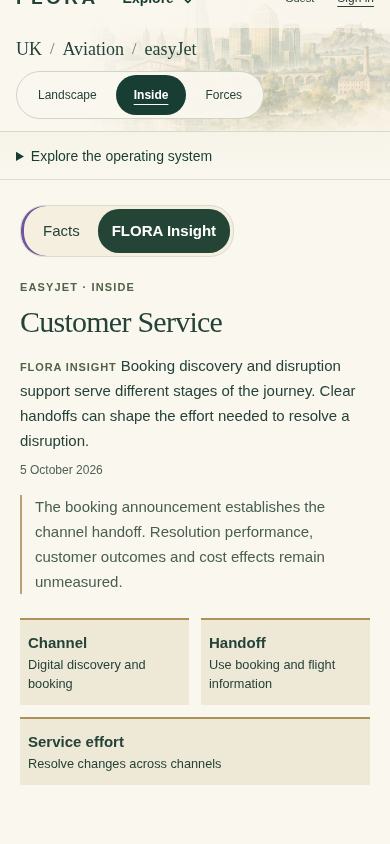 FLORA Explore Guest Sign in
UK / Aviation / easyJet
Landscape Inside Forces
Explore the operating system
Facts FLORA Insight
EASYJET · INSIDE
Customer Service
FLORA INSIGHT Booking discovery and disruption
support serve different stages of the journey. Clear
handoffs can shape the effort needed to resolve a
disruption.
5 October 2026
The booking announcement establishes the
channel handoff. Resolution performance,
customer outcomes and cost effects remain
unmeasured.
Channel
Digital discovery and
booking
Handoff
Use booking and flight
information
Service effort
Resolve changes across channels